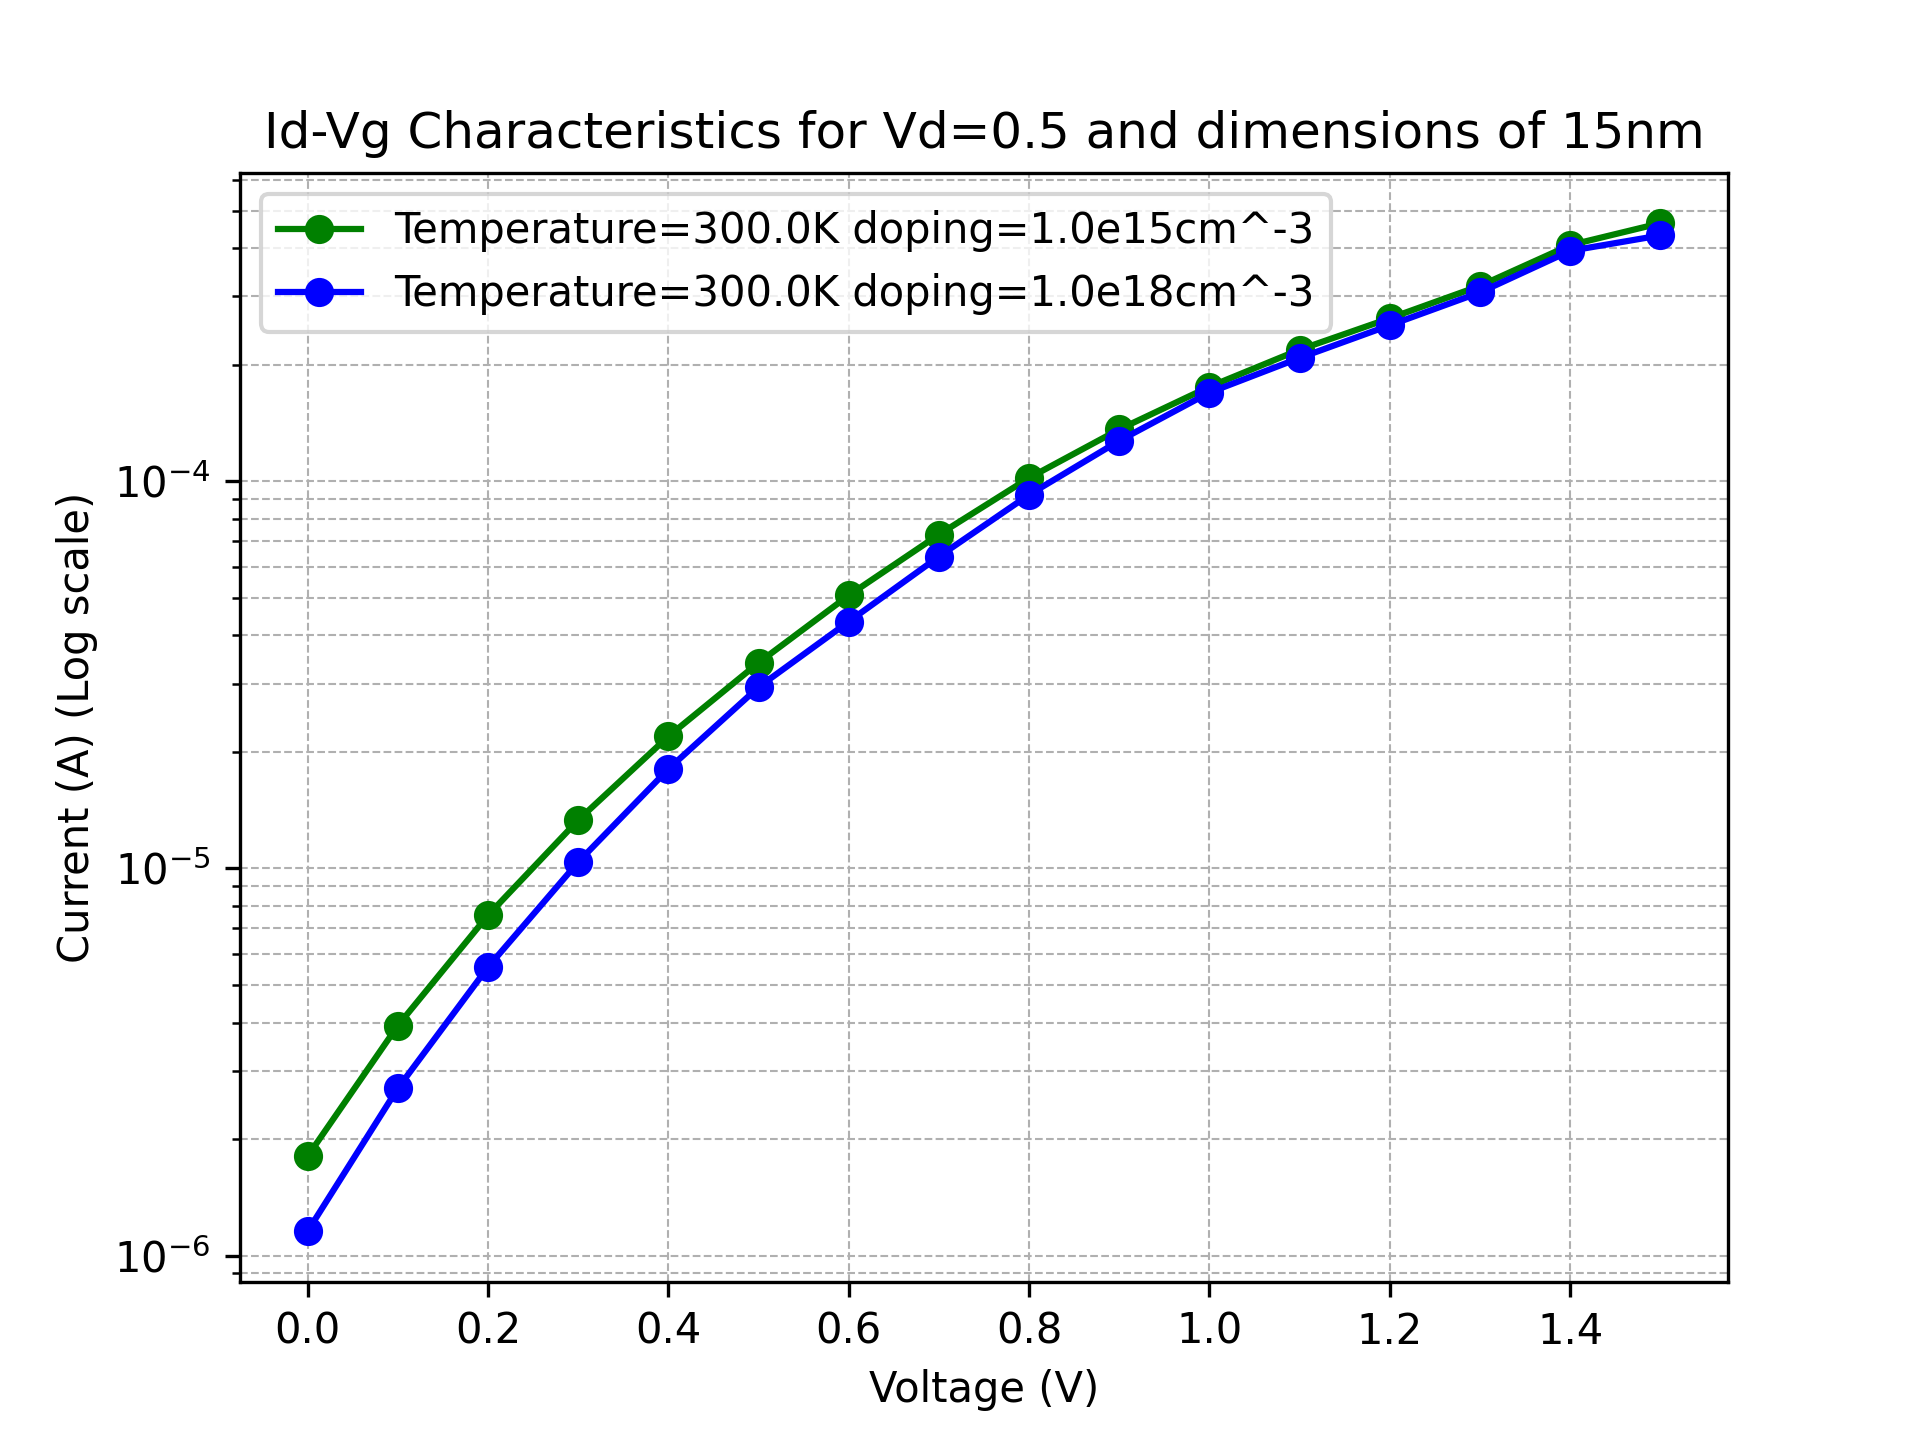 Id-Vg Characteristics for Vd=0.5 and dimensions of 15nm
Temperature=300.0K doping=1.0e15cm^-3
Temperature=300.0K doping=1.0e18cm^-3
Current (A) (Log scale)
10⁻⁴
10⁻⁵
10⁻⁶
0.0 0.2 0.4 0.6 0.8 1.0 1.2 1.4
Voltage (V)